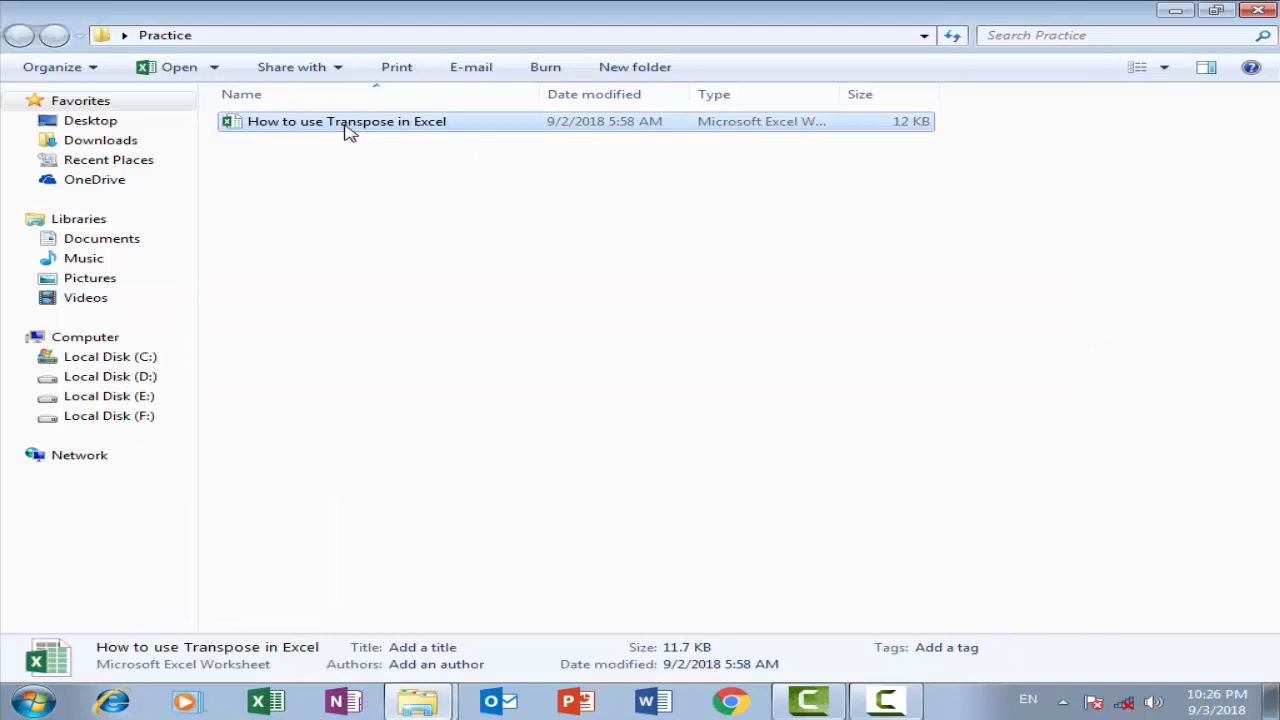 Practice
Search Practice
Organize
Open
Share with
Print
E-mail
Burn
New folder
Name
Date modified
Type
Size
Favorites
Desktop
Downloads
Recent Places
OneDrive
Libraries
Documents
Music
Pictures
Videos
Computer
Local Disk (C:)
Local Disk (D:)
Local Disk (E:)
Local Disk (F:)
Network
How to use Transpose in Excel 9/2/2018 5:58 AM Microsoft Excel W... 12 KB
How to use Transpose in Excel Title: Add a title Size: 11.7 KB Tags: Add a tag
Microsoft Excel Worksheet Authors: Add an author Date modified: 9/2/2018 5:58 AM
EN 10:26 PM
9/3/2018